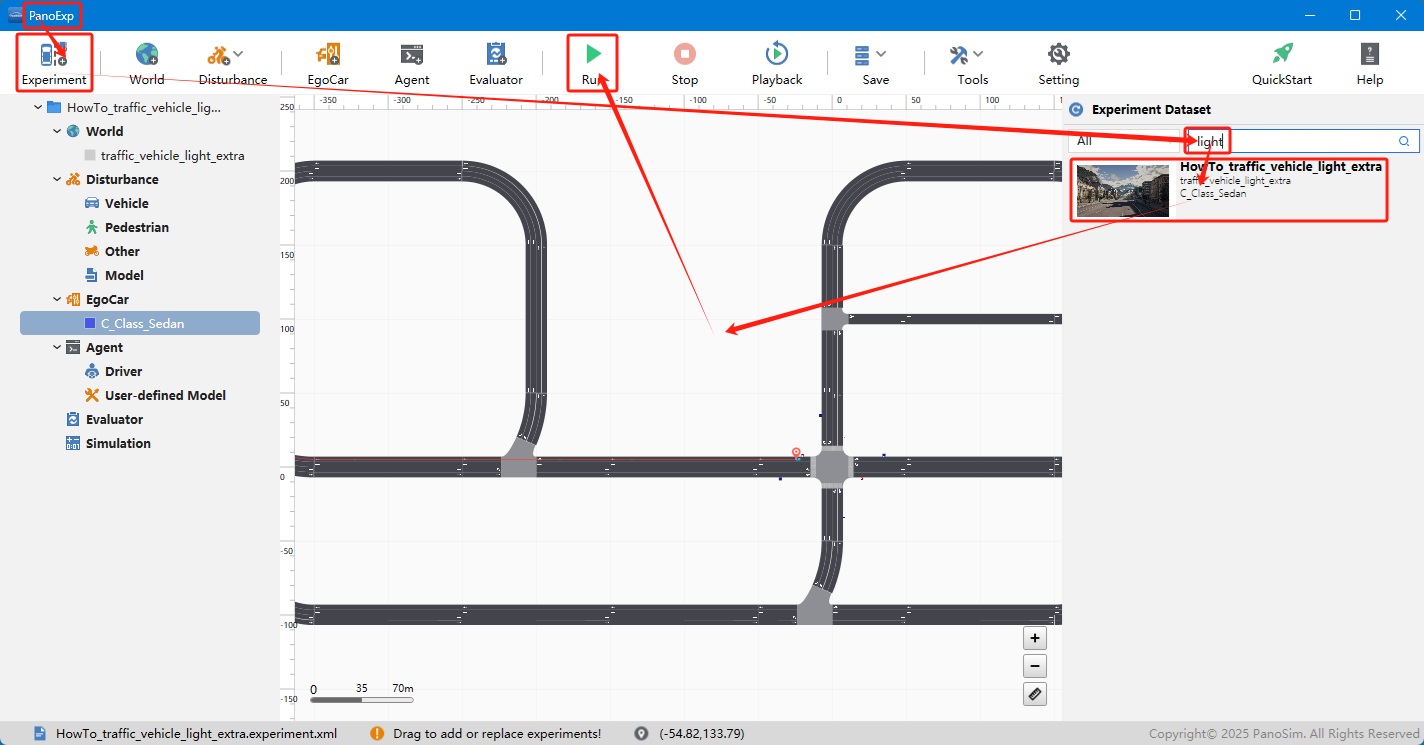 PanoExp
Experiment
World
Disturbance
EgoCar
Agent
Evaluator
Run
Stop
Playback
Save
Tools
Setting
QuickStart
Help
HowTo_traffic_vehicle_lig...
World
traffic_vehicle_light_extra
Disturbance
Vehicle
Pedestrian
Other
Model
EgoCar
C_Class_Sedan
Agent
Driver
User-defined Model
Evaluator
Simulation
-350 -300 -250 -200 -150 -100 -50 0 50 100
250
200
150
100
50
0
-50
-100
-150
0 35 70m
+
−
Experiment Dataset
All
light
HowTo_traffic_vehicle_light_extra
traffic_vehicle_light_extra
C_Class_Sedan
HowTo_traffic_vehicle_light_extra.experiment.xml
Drag to add or replace experiments!
(-54.82,133.79)
Copyright© 2025 PanoSim. All Rights Reserved